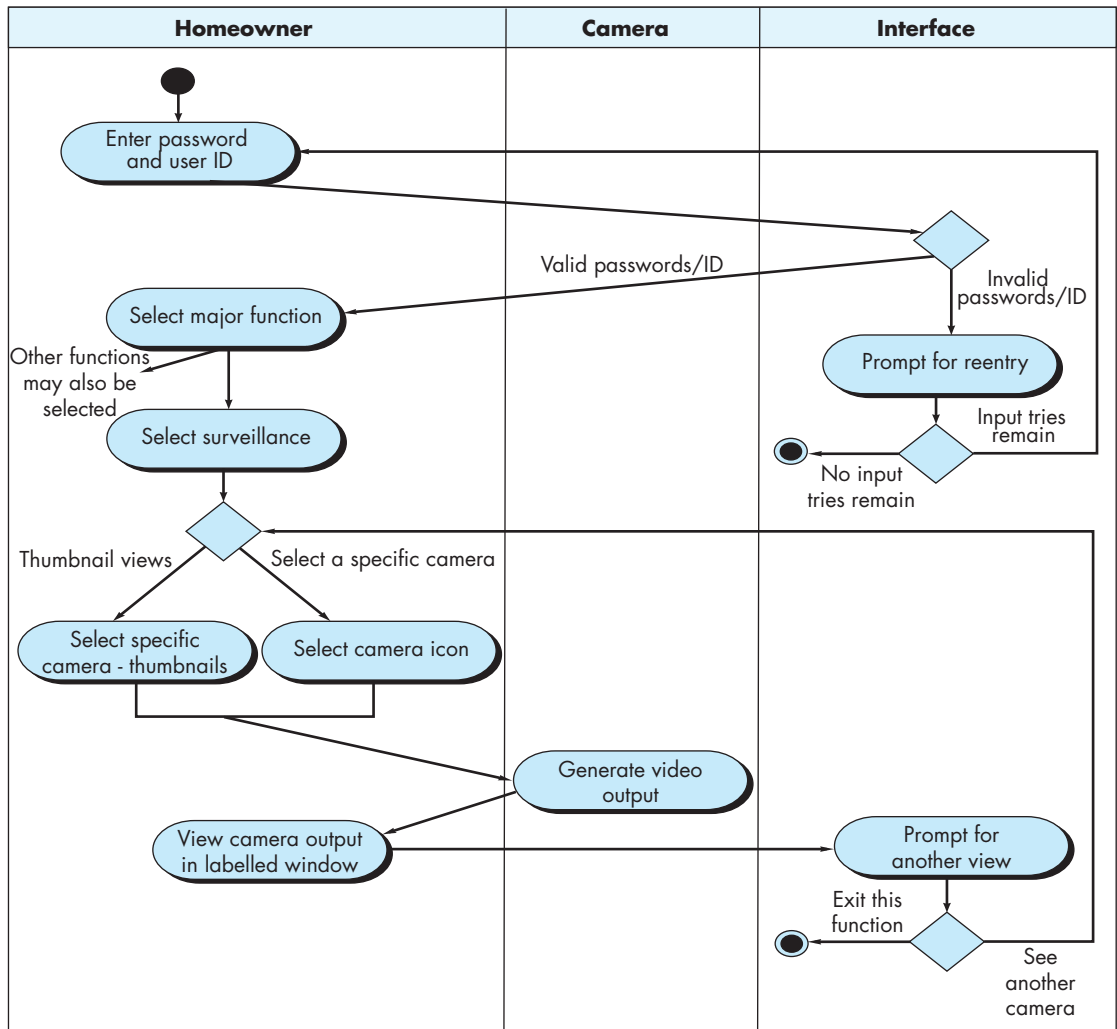 Homeowner
Camera
Interface
Enter password
and user ID
Valid passwords/ID
Invalid
passwords/ID
Select major function
Other functions
may also be
selected
Prompt for reentry
Input tries
remain
Select surveillance
No input
tries remain
Thumbnail views
Select a specific camera
Select specific
camera - thumbnails
Select camera icon
Generate video
output
View camera output
in labelled window
Prompt for
another view
Exit this
function
See
another
camera